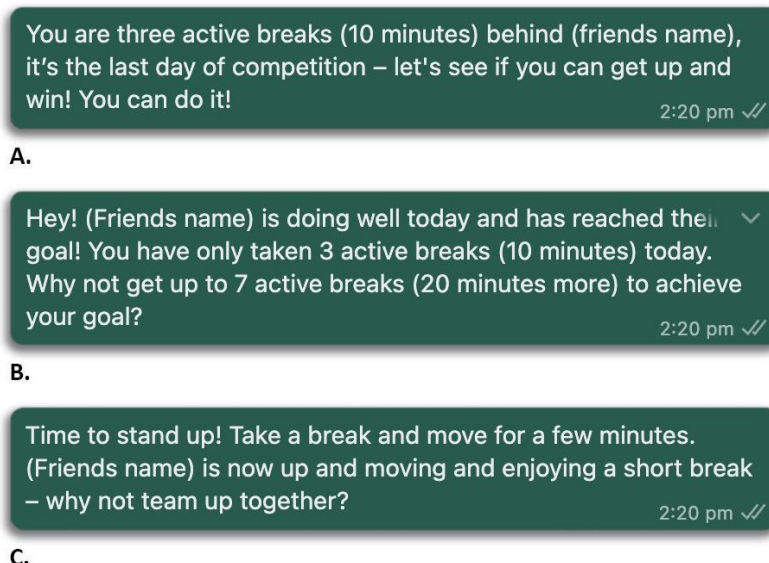 You are three active breaks (10 minutes) behind (friends name),
it's the last day of competition – let's see if you can get up and
win! You can do it!
2:20 pm
A.
Hey! (Friends name) is doing well today and has reached their
goal! You have only taken 3 active breaks (10 minutes) today.
Why not get up to 7 active breaks (20 minutes more) to achieve
your goal?
2:20 pm
B.
Time to stand up! Take a break and move for a few minutes.
(Friends name) is now up and moving and enjoying a short break
– why not team up together?
2:20 pm
C.